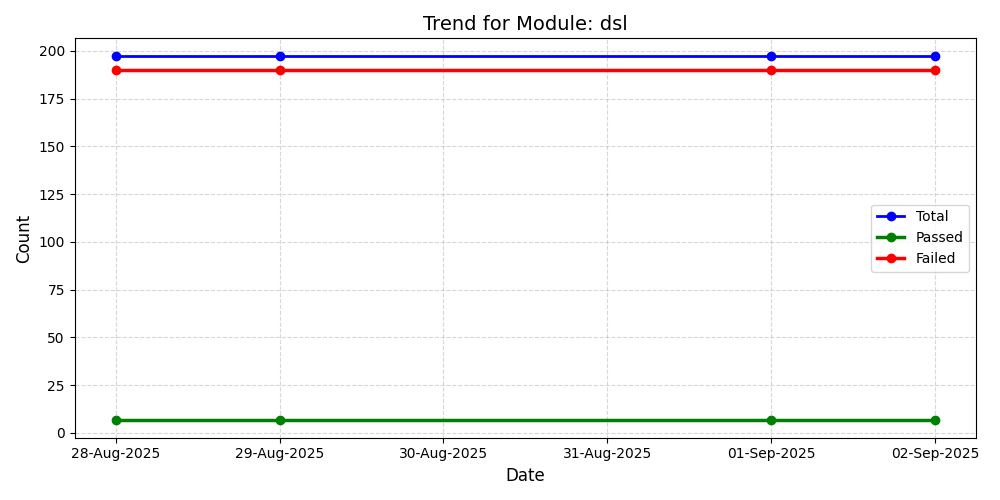 Trend for Module: dsl
200
175
150
125
100
75
50
25
0
Count
Total
Passed
Failed
28-Aug-2025 29-Aug-2025 30-Aug-2025 31-Aug-2025 01-Sep-2025 02-Sep-2025
Date